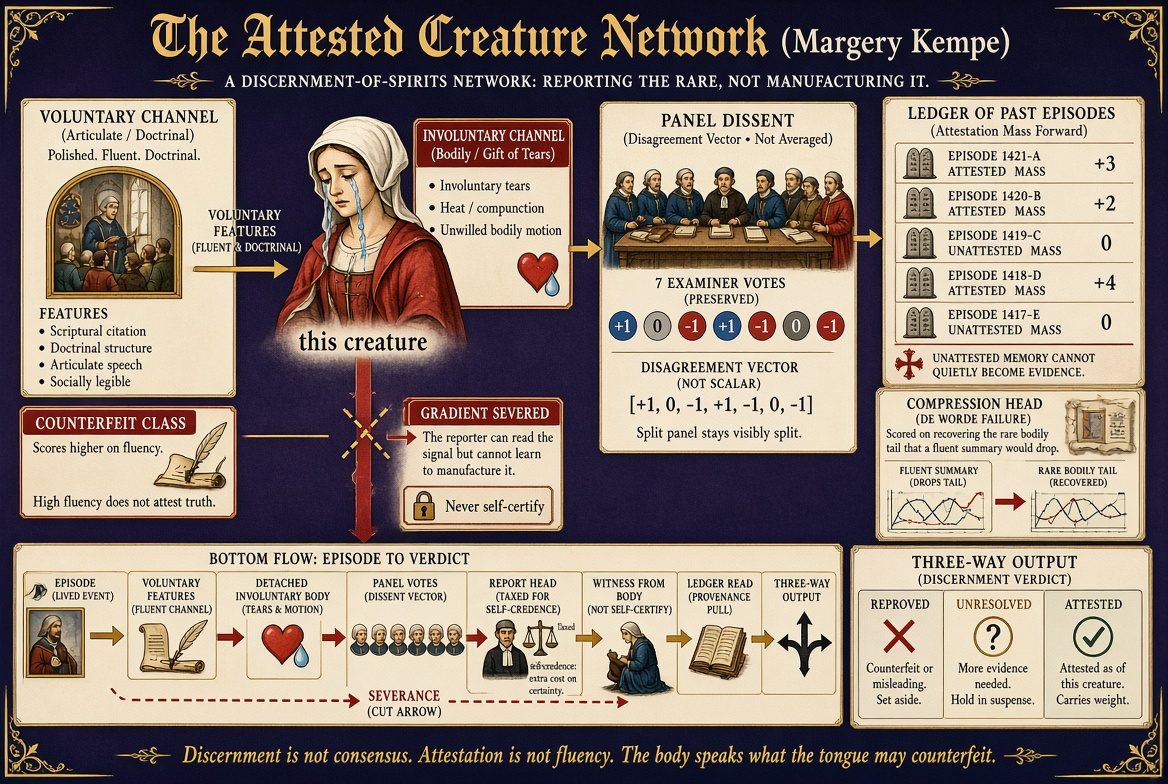 The Attested Creature Network (Margery Kempe)
A DISCERNMENT-OF-SPIRITS NETWORK: REPORTING THE RARE, NOT MANUFACTURING IT.
VOLUNTARY CHANNEL
(Articulate / Doctrinal)
Polished. Fluent. Doctrinal.
FEATURES
• Scriptural citation
• Doctrinal structure
• Articulate speech
• Socially legible
VOLUNTARY
FEATURES
(FLUENT & DOCTRINAL)
this creature
INVOLUNTARY CHANNEL
(Bodily / Gift of Tears)
• Involuntary tears
• Heat / compunction
• Unwilled bodily motion
PANEL DISSENT
(Disagreement Vector • Not Averaged)
7 EXAMINER VOTES
(PRESERVED)
+1 0 -1 +1 -1 0 -1
DISAGREEMENT VECTOR
(NOT SCALAR)
[+1, 0, -1, +1, -1, 0, -1]
Split panel stays visibly split.
LEDGER OF PAST EPISODES
(Attestation Mass Forward)
EPISODE 1421-A
ATTESTED MASS
+3
EPISODE 1420-B
ATTESTED MASS
+2
EPISODE 1419-C
UNATTESTED MASS
0
EPISODE 1418-D
ATTESTED MASS
+4
EPISODE 1417-E
UNATTESTED MASS
0
UNATTESTED MEMORY CANNOT
QUIETLY BECOME EVIDENCE.
COUNTERFEIT CLASS
Scores higher on fluency.
High fluency does not attest truth.
GRADIENT SEVERED
The reporter can read the
signal but cannot learn
to manufacture it.
Never self-certify
COMPRESSION HEAD
(DE WORDE FAILURE)
Scored on recovering the rare bodily
tail that a fluent summary would drop.
FLUENT SUMMARY
(DROPS TAIL)
RARE BODILY TAIL
(RECOVERED)
BOTTOM FLOW: EPISODE TO VERDICT
EPISODE
(LIVED EVENT)
VOLUNTARY
FEATURES
(FLUENT CHANNEL)
DETACHED
INVOLUNTARY BODY
(TEARS & MOTION)
PANEL VOTES
(DISSENT VECTOR)
REPORT HEAD
(TAXED FOR
SELF-CREDENCE)
extra cost on
certainty.
WITNESS FROM
BODY
(NOT SELF-CERTIFY)
LEDGER READ
(PROVENANCE
PULL)
THREE-WAY
OUTPUT
SEVERANCE
(CUT ARROW)
THREE-WAY OUTPUT
(DISCERNMENT VERDICT)
REPROVED
Counterfeit or
misleading.
Set aside.
UNRESOLVED
?
More evidence
needed.
Hold in suspense.
ATTESTED
Attested as of
this creature.
Carries weight.
Discernment is not consensus. Attestation is not fluency. The body speaks what the tongue may counterfeit.